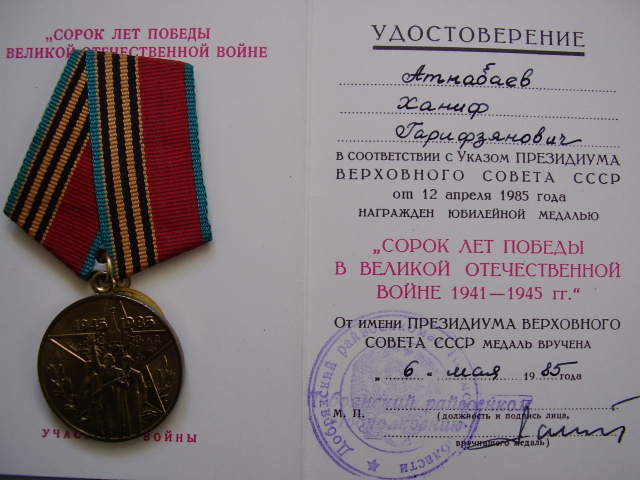 „СОРОК ЛЕТ ПОБЕДЫ
ВЕЛИКОЙ ОТЕЧЕСТВЕННОЙ ВОЙНЕ
1945 1985
УЧАС ВОЙНЫ
УДОСТОВЕРЕНИЕ
Атнабаев
Ханиф
Гарифзянович
В СООТВЕТСТВИИ С УКАЗОМ ПРЕЗИДИУМА
ВЕРХОВНОГО СОВЕТА СССР
от 12 апреля 1985 года
НАГРАЖДЕН ЮБИЛЕЙНОЙ МЕДАЛЬЮ
„СОРОК ЛЕТ ПОБЕДЫ
В ВЕЛИКОЙ ОТЕЧЕСТВЕННОЙ
ВОЙНЕ 1941—1945 гг.“
От имени ПРЕЗИДИУМА ВЕРХОВНОГО
СОВЕТА СССР МЕДАЛЬ ВРУЧЕНА
„ 6 “ мая 1985 года
М. П. (должность и подпись лица,
вручившего медаль)